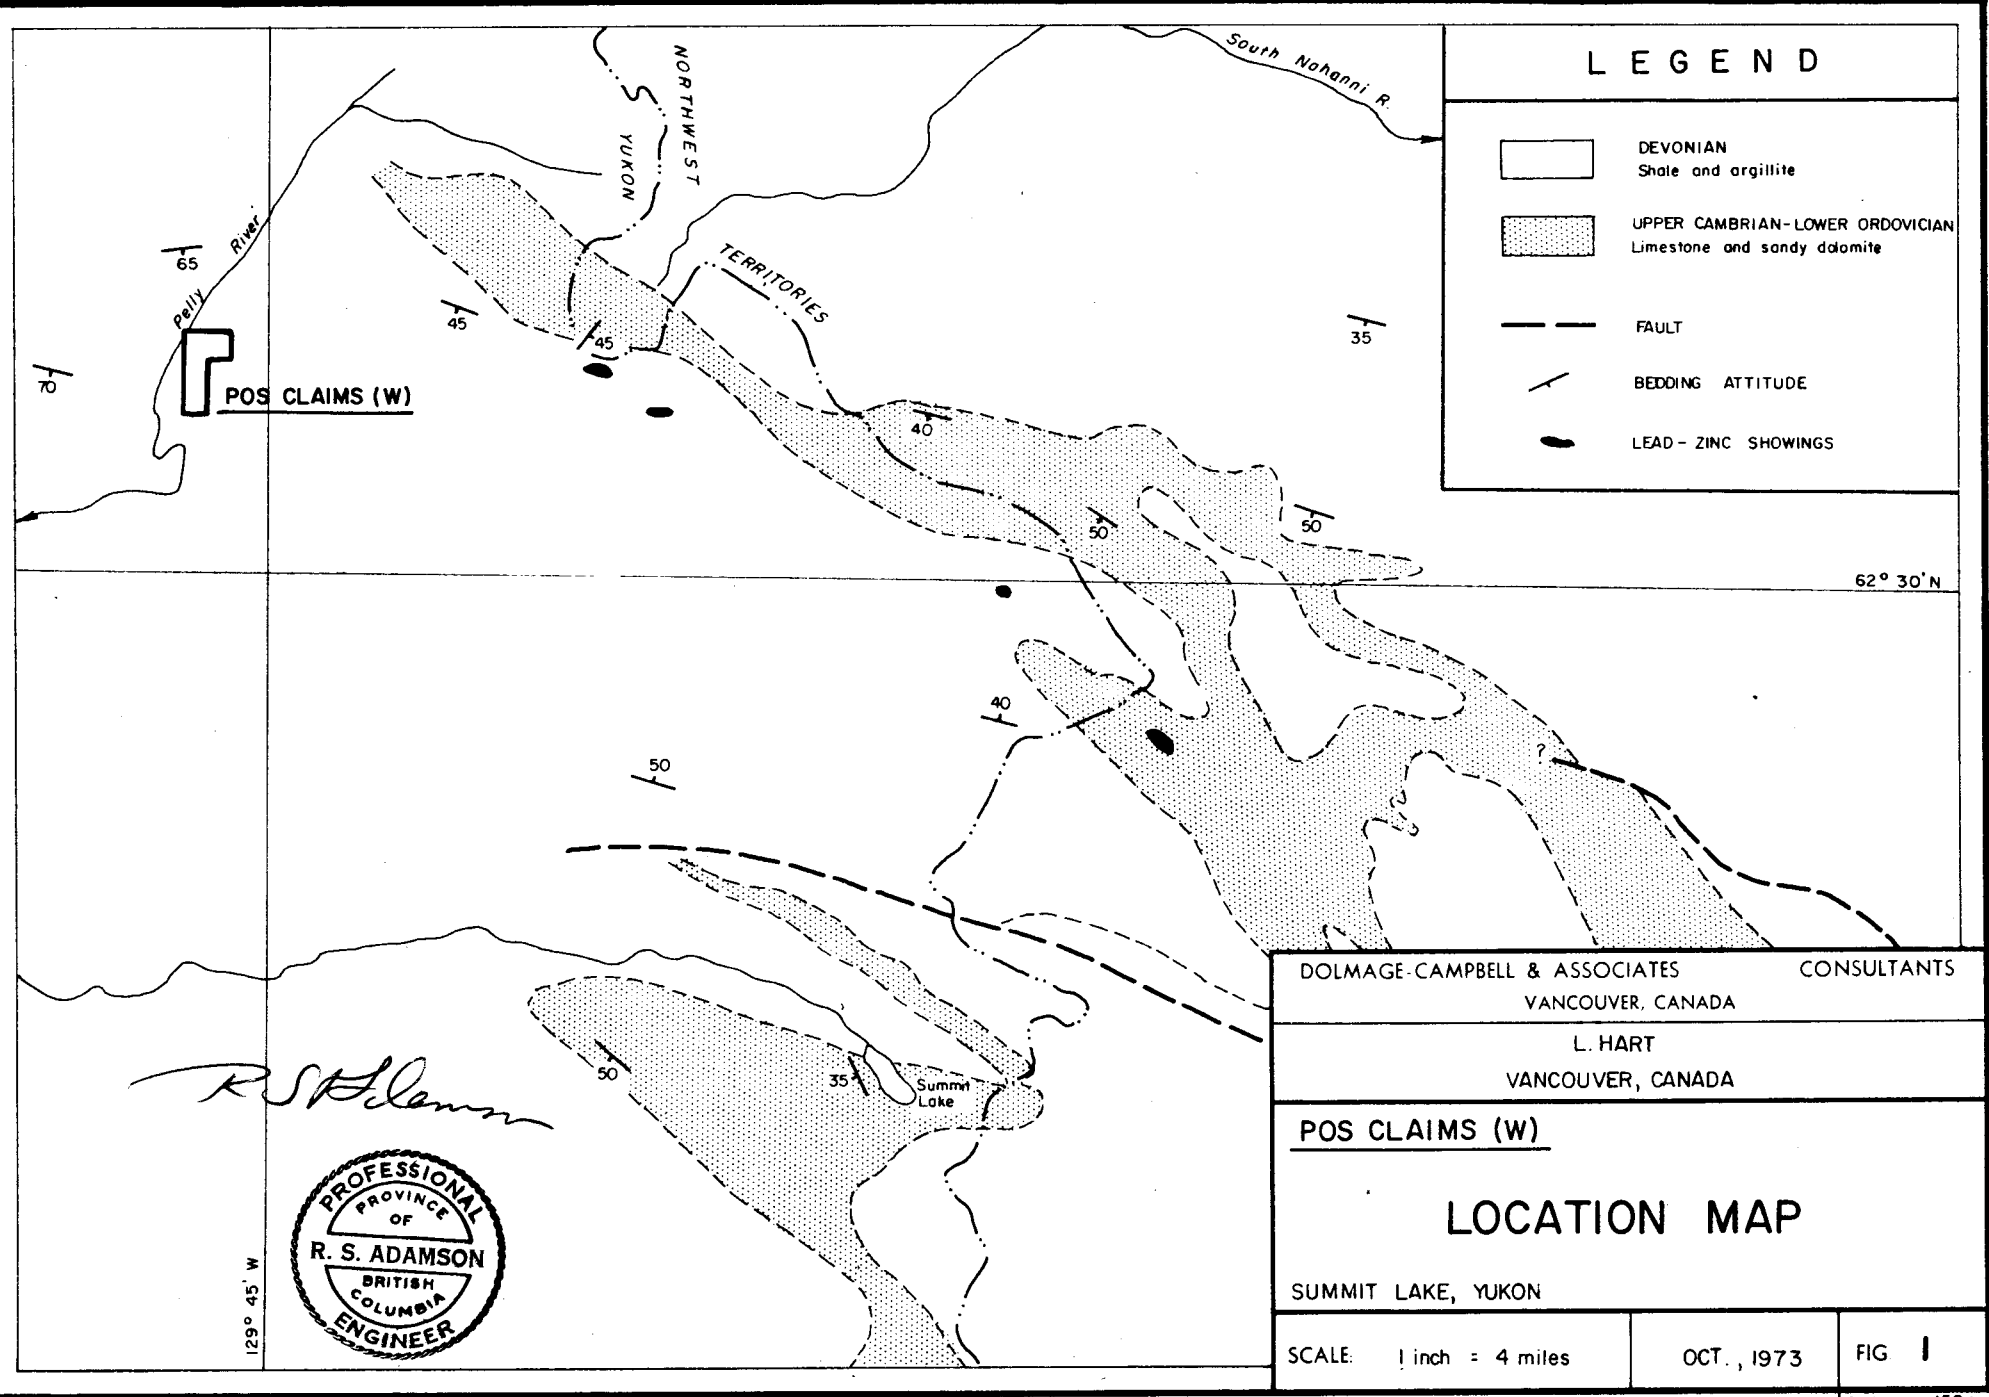 NORTHWEST
YUKON
TERRITORIES
South Nahanni R.
Pelly River
65
45
45
70
POS CLAIMS (W)
35
40
50
50
62° 30' N
40
50
?
50
35
Summit
Lake
129° 45' W
LEGEND
DEVONIAN
Shale and argillite
UPPER CAMBRIAN-LOWER ORDOVICIAN
Limestone and sandy dolomite
FAULT
BEDDING ATTITUDE
LEAD - ZINC SHOWINGS
R S Adamson
PROFESSIONAL
PROVINCE
OF
R. S. ADAMSON
BRITISH
COLUMBIA
ENGINEER
DOLMAGE-CAMPBELL & ASSOCIATES CONSULTANTS
VANCOUVER, CANADA
L. HART
VANCOUVER, CANADA
POS CLAIMS (W)
LOCATION MAP
SUMMIT LAKE, YUKON
SCALE: 1 inch = 4 miles
OCT., 1973
FIG 1